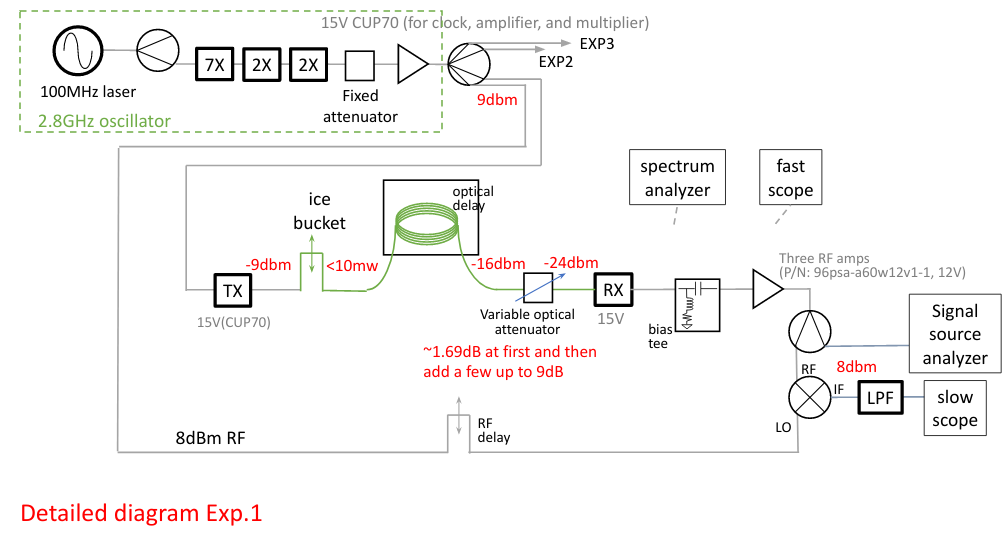 15V CUP70 (for clock, amplifier, and multiplier)
EXP3
EXP2
7X
2X
2X
100MHz laser
Fixed
attenuator
9dbm
2.8GHz oscillator
spectrum
analyzer
fast
scope
ice
bucket
optical
delay
-9dbm
<10mw
-16dbm
-24dbm
Three RF amps
(P/N: 96psa-a60w12v1-1, 12V)
TX
RX
15V(CUP70)
Variable optical
attenuator
15V
bias
tee
Signal
source
analyzer
~1.69dB at first and then
add a few up to 9dB
RF
8dbm
IF
LPF
slow
scope
LO
8dBm RF
RF
delay
Detailed diagram Exp.1